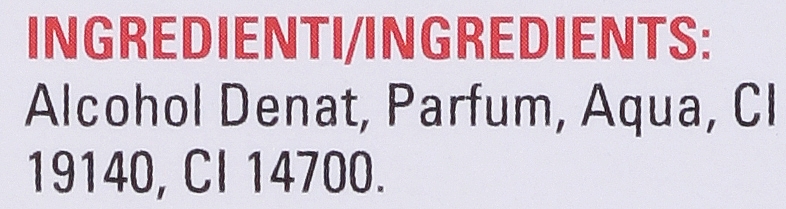 INGREDIENTI/INGREDIENTS:
Alcohol Denat, Parfum, Aqua, CI
19140, CI 14700.